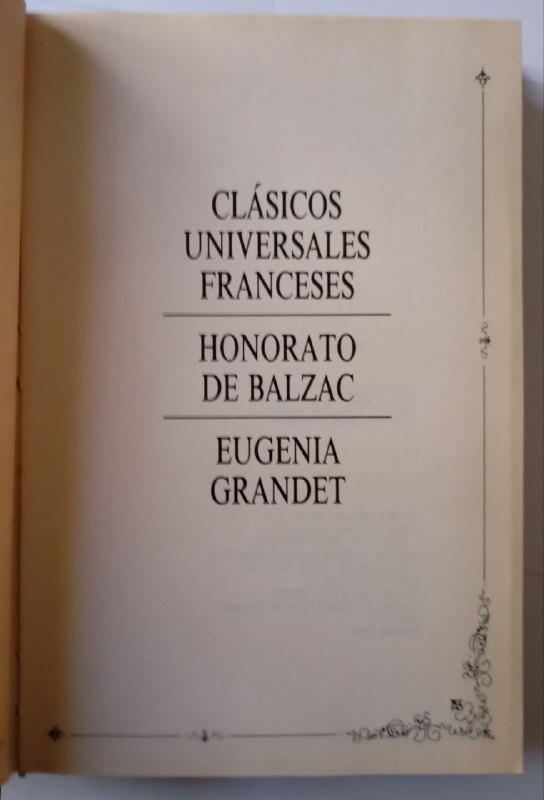 CLÁSICOS
UNIVERSALES
FRANCESES
HONORATO
DE BALZAC
EUGENIA
GRANDET